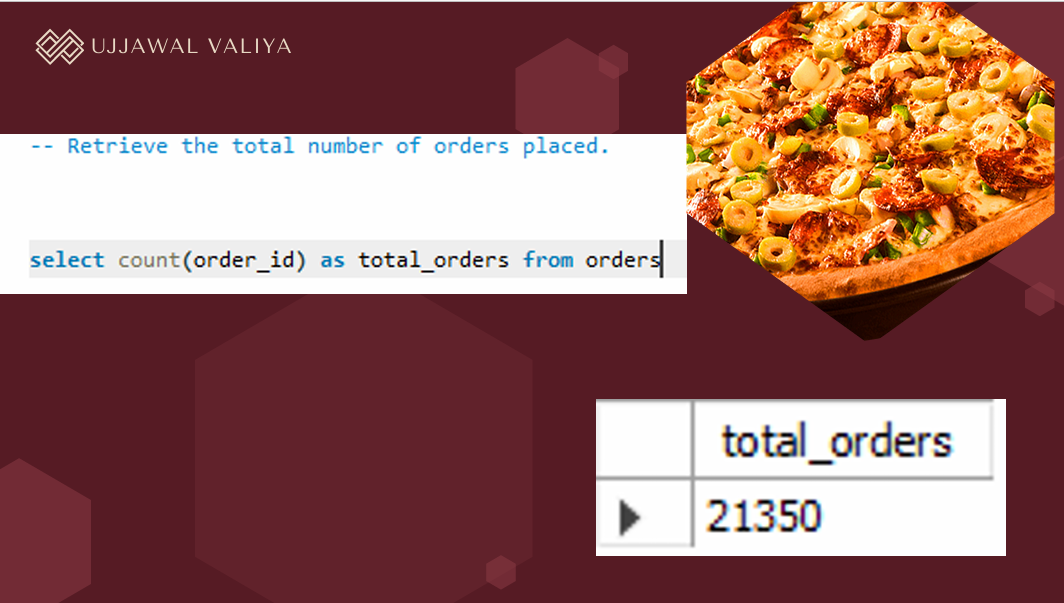 UJJAWAL VALIYA
-- Retrieve the total number of orders placed.
select count(order_id) as total_orders from orders
total_orders
21350